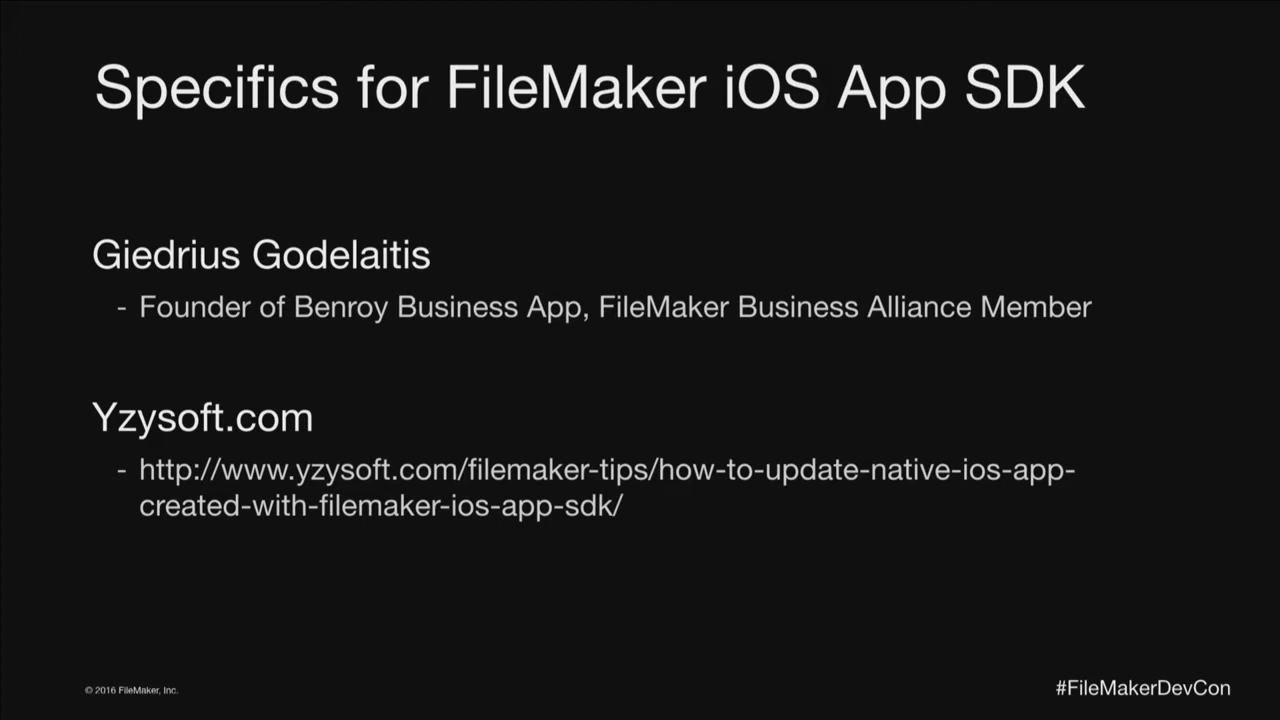 Specifics for FileMaker iOS App SDK
Giedrius Godelaitis
- Founder of Benroy Business App, FileMaker Business Alliance Member
Yzysoft.com
- http://www.yzysoft.com/filemaker-tips/how-to-update-native-ios-app-
created-with-filemaker-ios-app-sdk/
© 2016 FileMaker, Inc.
#FileMakerDevCon